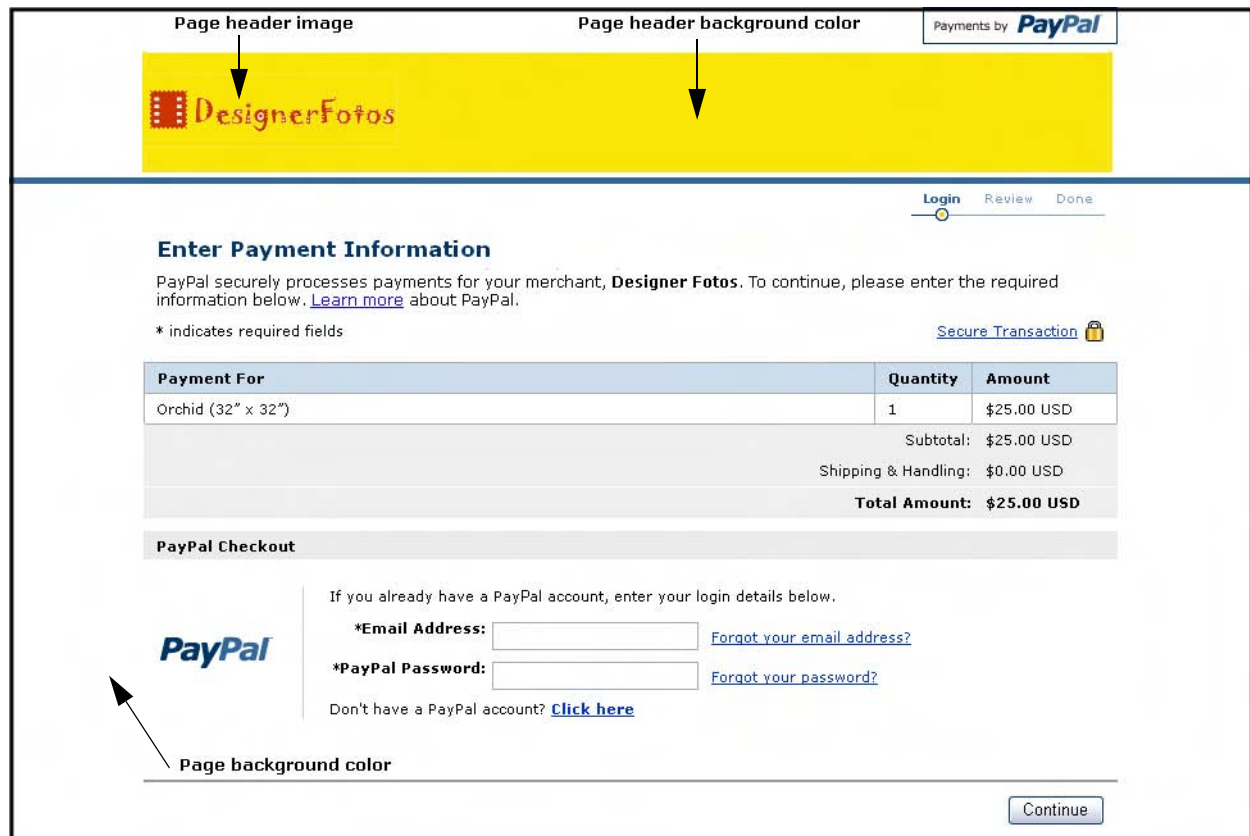 Page header image
Page header background color
Payments by PayPal
DesignerFotos
Login Review Done
Enter Payment Information
PayPal securely processes payments for your merchant, Designer Fotos. To continue, please enter the required
information below. Learn more about PayPal.
* indicates required fields
Secure Transaction
Payment For Quantity Amount
Orchid (32" x 32") 1 $25.00 USD
Subtotal: $25.00 USD
Shipping & Handling: $0.00 USD
Total Amount: $25.00 USD
PayPal Checkout
If you already have a PayPal account, enter your login details below.
*Email Address: Forgot your email address?
PayPal
*PayPal Password: Forgot your password?
Don't have a PayPal account? Click here
Page background color
Continue